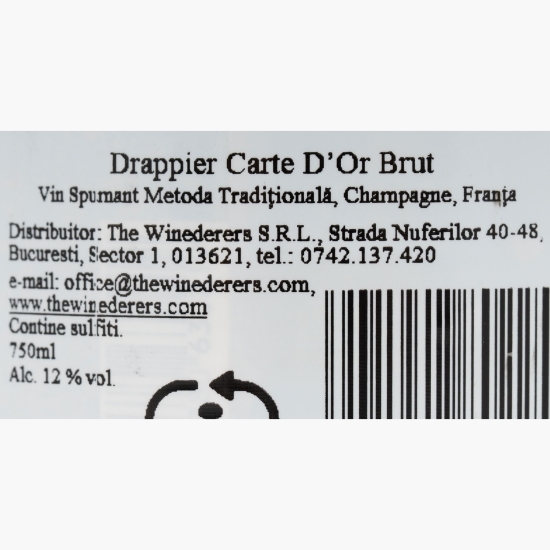 Drappier Carte D'Or Brut
Vin Spumant Metoda Tradițională, Champagne, Franța
Distribuitor: The Winederers S.R.L., Strada Nuferilor 40-48,
Bucuresti, Sector 1, 013621, tel.: 0742.137.420
e-mail: office@thewinederers.com,
www.thewinederers.com
Contine sulfiti.
750ml
Alc. 12 % vol.